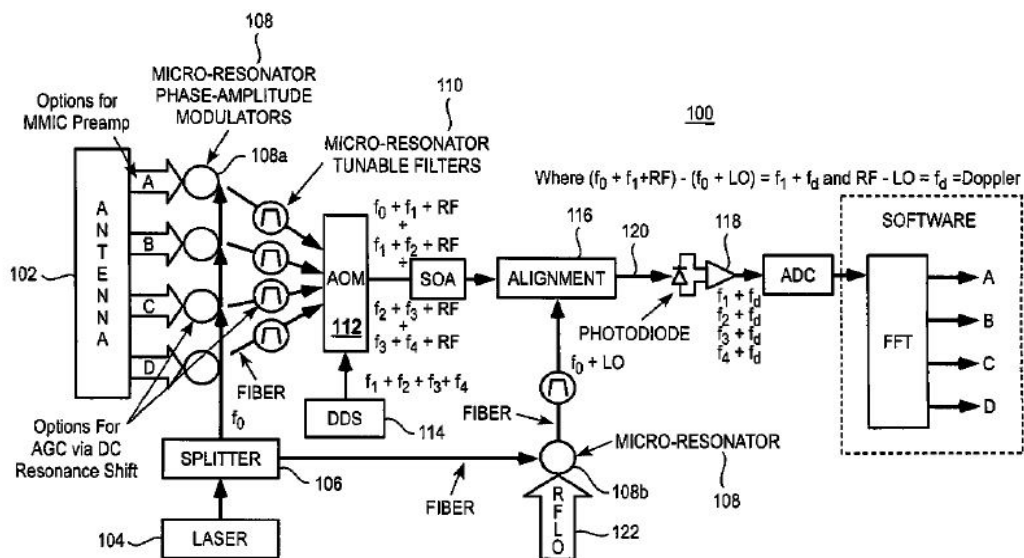 108
MICRO-RESONATOR
PHASE-AMPLITUDE
MODULATORS
Options for
MMIC Preamp
108a
110
MICRO-RESONATOR
TUNABLE FILTERS
100
Where (f0 + f1+RF) - (f0 + LO) = f1 + fd and RF - LO = fd =Doppler
ANTENNA
102
A
B
C
D
f0 + f1 + RF
+
f1 + f2 + RF
+
f2 + f3 + RF
+
f3 + f4 + RF
AOM
112
SOA
116
ALIGNMENT
120
118
PHOTODIODE
f1 + fd
f2 + fd
f3 + fd
f4 + fd
ADC
SOFTWARE
FFT
A
B
C
D
FIBER
f1 + f2 + f3+ f4
DDS
114
f0 + LO
FIBER
Options For
AGC via DC
Resonance Shift
f0
SPLITTER
106
FIBER
MICRO-RESONATOR
108
108b
RFLO
122
104
LASER